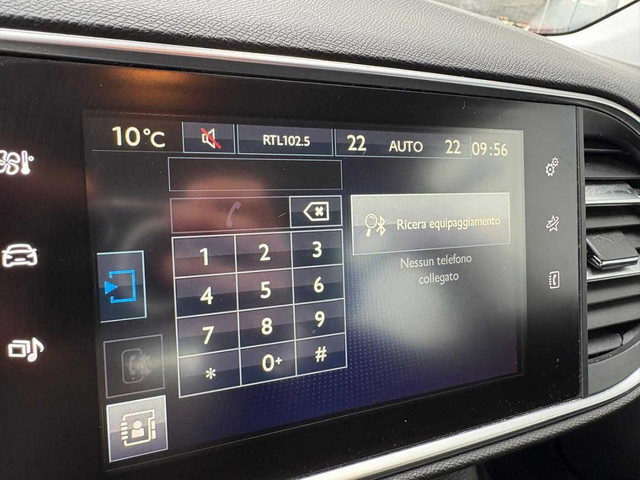 10°C RTL102.5 22 AUTO 22 09:56
Ricera equipaggiamento
Nessun telefono
collegato
1 2 3
4 5 6
7 8 9
* 0+ #